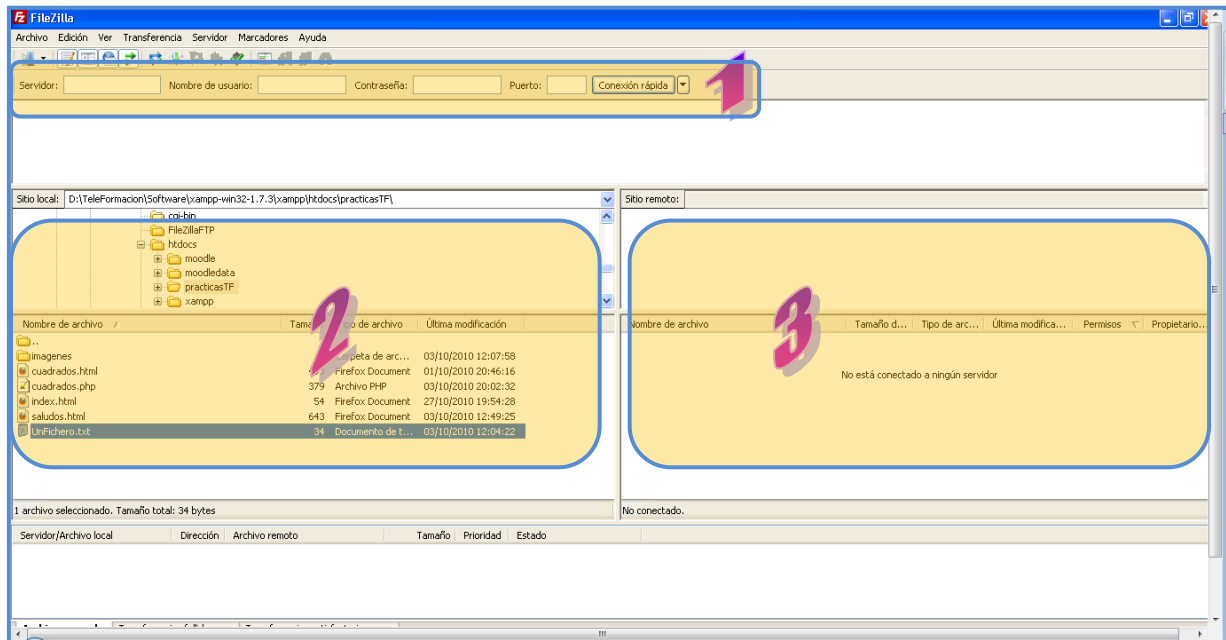 FileZilla
Archivo Edición Ver Transferencia Servidor Marcadores Ayuda
Servidor: Nombre de usuario: Contraseña: Puerto: Conexión rápida
1
Sitio local: D:\TeleFormacion\Software\xampp-win32-1.7.3\xampp\htdocs\practicasTF\
Sitio remoto:
cgi-bin
FileZillaFTP
htdocs
moodle
moodledata
practicasTF
xampp
2
Nombre de archivo de archivo Última modificación
..
imagenes de arc... 03/10/2010 12:07:58
cuadrados.html Firefox Document 01/10/2010 20:46:16
cuadrados.php 379 Archivo PHP 03/10/2010 20:02:32
index.html 54 Firefox Document 27/10/2010 19:54:28
saludos.html 643 Firefox Document 03/10/2010 12:49:25
UnFichero.txt 34 Documento de t... 03/10/2010 12:04:22
1 archivo seleccionado. Tamaño total: 34 bytes
3
Nombre de archivo Tamaño d... Tipo de arc... Última modifica... Permisos Propietario...
No está conectado a ningún servidor
No conectado.
Servidor/Archivo local Dirección Archivo remoto Tamaño Prioridad Estado